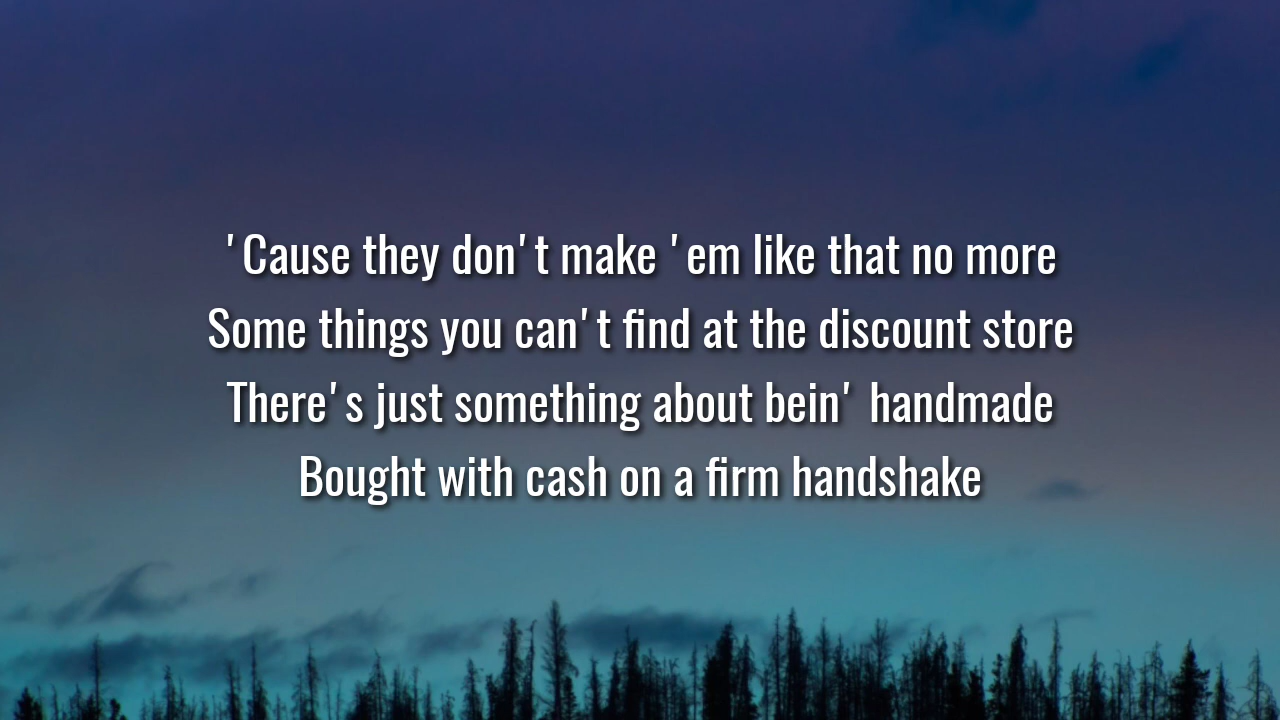 'Cause they don't make 'em like that no more
Some things you can't find at the discount store
There's just something about bein' handmade
Bought with cash on a firm handshake